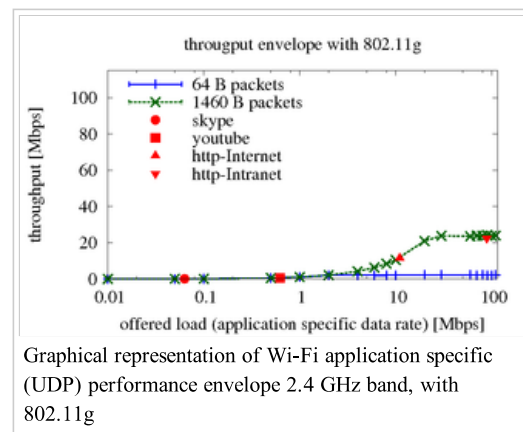 througput envelope with 802.11g
64 B packets
1460 B packets
skype
youtube
http-Internet
http-Intranet
throughput [Mbps]
100
80
60
40
20
0
0.01 0.1 1 10 100
offered load (application specific data rate) [Mbps]
Graphical representation of Wi-Fi application specific
(UDP) performance envelope 2.4 GHz band, with
802.11g